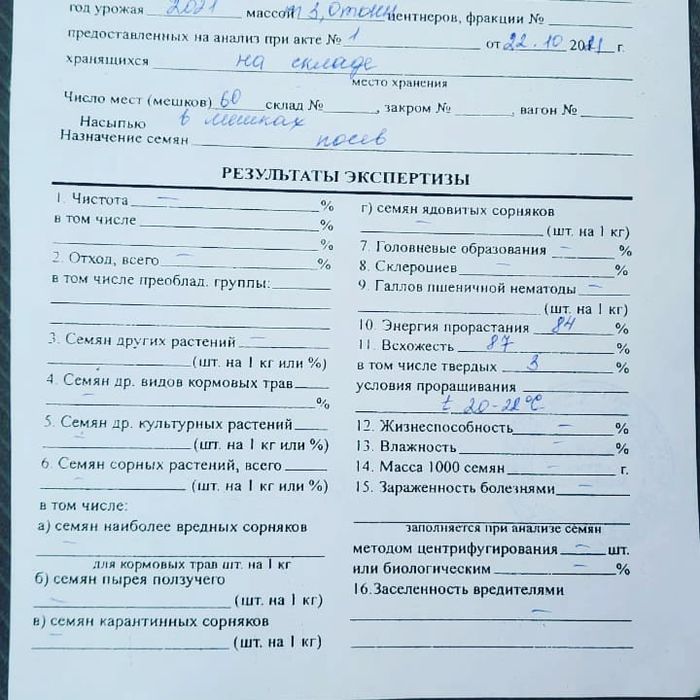 год урожая 2021 массой 3,0 тонн центнеров, фракции №
предоставленных на анализ при акте № 1 от 22.10 2021 г.
хранящихся на складе
место хранения
Число мест (мешков) 60 склад № , закром № , вагон №
Насыпью в мешках
Назначение семян посев
РЕЗУЛЬТАТЫ ЭКСПЕРТИЗЫ
1. Чистота — %
в том числе
%
2. Отход, всего — %
в том числе преоблад. группы:
3. Семян других растений —
(шт. на 1 кг или %)
4. Семян др. видов кормовых трав
— %
5. Семян др. культурных растений
— (шт. на 1 кг или %)
6. Семян сорных растений, всего
— (шт. на 1 кг или %)
в том числе:
а) семян наиболее вредных сорняков
—
для кормовых трав шт. на 1 кг
б) семян пырея ползучего
— (шт. на 1 кг)
в) семян карантинных сорняков
— (шт. на 1 кг)
г) семян ядовитых сорняков
— (шт. на 1 кг)
7. Головневые образования — %
8. Склероциев — %
9. Галлов пшеничной нематоды —
(шт. на 1 кг)
10. Энергия прорастания 84 %
11. Всхожесть 87 %
в том числе твердых 3 %
условия проращивания
t 20-22°C
12. Жизнеспособность — %
13. Влажность — %
14. Масса 1000 семян — г.
15. Зараженность болезнями —
заполняется при анализе семян
методом центрифугирования — шт.
или биологическим — %
16. Заселенность вредителями
—